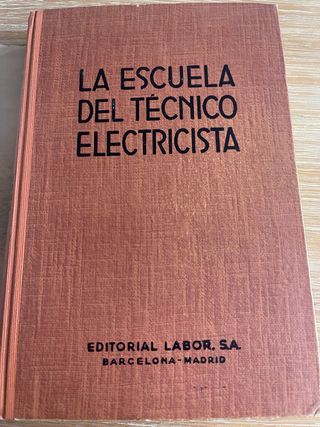 LA ESCUELA
DEL TÉCNICO
ELECTRICISTA
EDITORIAL LABOR, S.A.
BARCELONA-MADRID